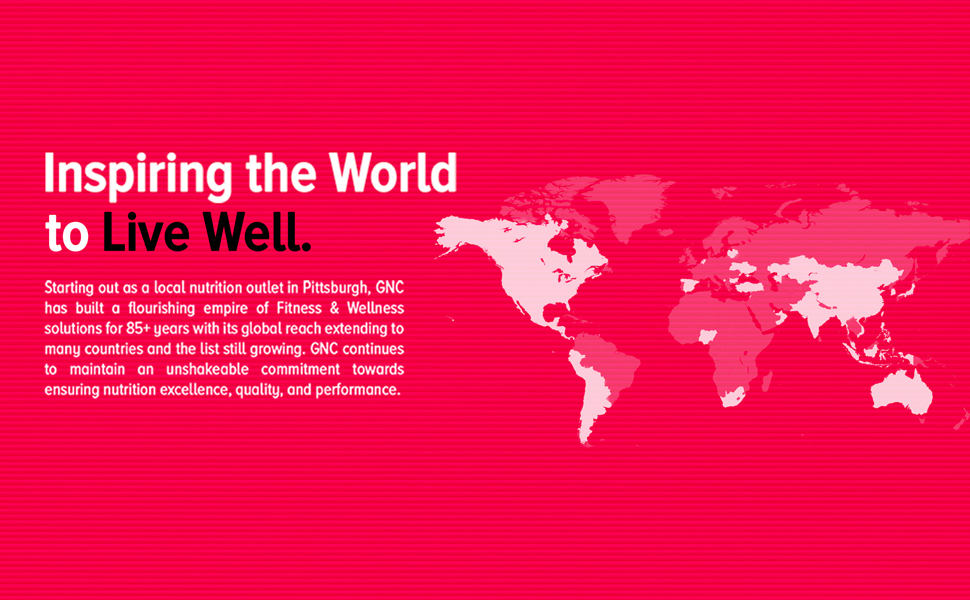 Inspiring the World
to Live Well.
Starting out as a local nutrition outlet in Pittsburgh, GNC
has built a flourishing empire of Fitness & Wellness
solutions for 85+ years with its global reach extending to
many countries and the list still growing. GNC continues
to maintain an unshakeable commitment towards
ensuring nutrition excellence, quality, and performance.